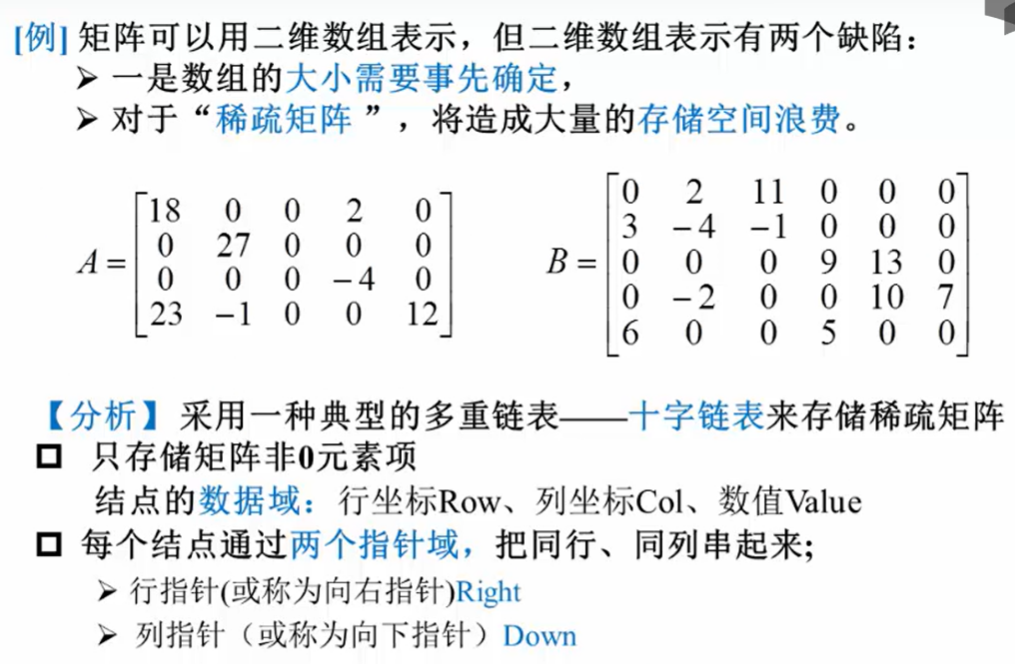 [例] 矩阵可以用二维数组表示，但二维数组表示有两个缺陷：
➢ 一是数组的大小需要事先确定，
➢ 对于“稀疏矩阵 ”，将造成大量的存储空间浪费。
A =
18 0 0 2 0
0 27 0 0 0
0 0 0 -4 0
23 -1 0 0 12
B =
0 2 11 0 0 0
3 -4 -1 0 0 0
0 0 0 9 13 0
0 -2 0 0 10 7
6 0 0 5 0 0
【分析】采用一种典型的多重链表——十字链表来存储稀疏矩阵
只存储矩阵非0元素项
结点的数据域：行坐标Row、列坐标Col、数值Value
每个结点通过两个指针域，把同行、同列串起来；
➢ 行指针(或称为向右指针)Right
➢ 列指针（或称为向下指针）Down